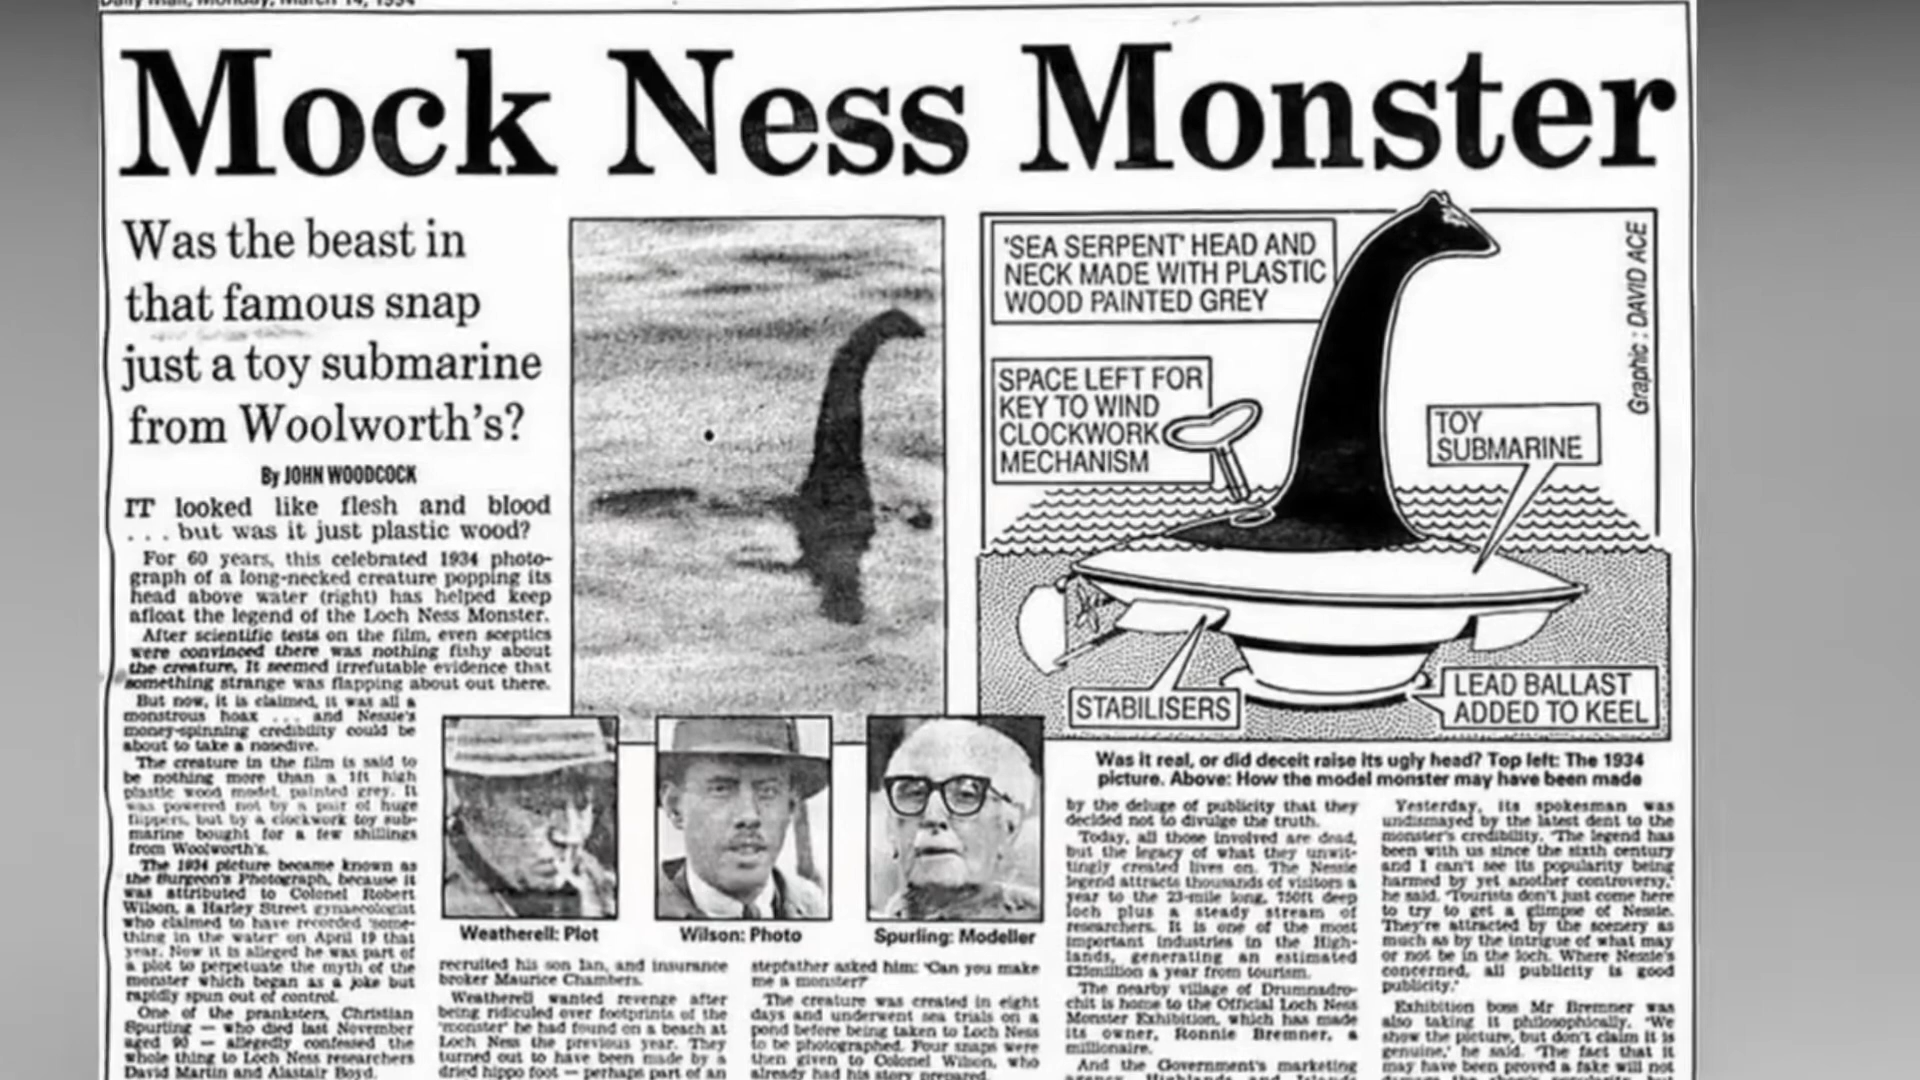 Daily Mail, Monday, March 14, 1994
Mock Ness Monster
Was the beast in
that famous snap
just a toy submarine
from Woolworth's?
By JOHN WOODCOCK
IT looked like flesh and blood
. . . but was it just plastic wood?
For 60 years, this celebrated 1934 photo-
graph of a long-necked creature popping its
head above water (right) has helped keep
afloat the legend of the Loch Ness Monster.
After scientific tests on the film, even sceptics
were convinced there was nothing fishy about
the creature. It seemed irrefutable evidence that
something strange was flapping about out there.
But now, it is claimed, it was all a
monstrous hoax ... and Nessie's
money-spinning credibility could be
about to take a nosedive.
The creature in the film is said to
be nothing more than a 1ft high
plastic wood model, painted grey. It
was powered not by a pair of huge
flippers, but by a clockwork toy sub-
marine bought for a few shillings
from Woolworth's.
The 1934 picture became known as
the Surgeon's Photograph, because it
was attributed to Colonel Robert
Wilson, a Harley Street gynaecologist
who claimed to have recorded 'some-
thing in the water' on April 19 that
year. Now it is alleged he was part of
a plot to perpetuate the myth of the
monster which began as a joke but
rapidly spun out of control.
One of the pranksters, Christian
Spurling — who died last November
aged 90 — allegedly confessed the
whole thing to Loch Ness researchers
David Martin and Alastair Boyd.
'SEA SERPENT' HEAD AND
NECK MADE WITH PLASTIC
WOOD PAINTED GREY
SPACE LEFT FOR
KEY TO WIND
CLOCKWORK
MECHANISM
TOY
SUBMARINE
Graphic : DAVID ACE
STABILISERS
LEAD BALLAST
ADDED TO KEEL
Weatherell: Plot
Wilson: Photo
Spurling: Modeller
Was it real, or did deceit raise its ugly head? Top left: The 1934
picture. Above: How the model monster may have been made
recruited his son Ian, and insurance
broker Maurice Chambers.
Weatherell wanted revenge after
being ridiculed over footprints of the
'monster' he had found on a beach at
Loch Ness the previous year. They
turned out to have been made by a
dried hippo foot — perhaps part of an
stepfather asked him: 'Can you make
me a monster?'
The creature was created in eight
days and underwent sea trials on a
pond before being taken to Loch Ness
to be photographed. Four snaps were
then given to Colonel Wilson, who
already had his story prepared.
by the deluge of publicity that they
decided not to divulge the truth.
Today, all those involved are dead,
but the legacy of what they unwit-
tingly created lives on. The Nessie
legend attracts thousands of visitors a
year to the 23-mile long, 750ft deep
loch plus a steady stream of
researchers. It is one of the most
important industries in the High-
lands, generating an estimated
£25million a year from tourism.
The nearby village of Drumnadro-
chit is home to the Official Loch Ness
Monster Exhibition, which has made
its owner, Ronnie Bremner, a
millionaire.
And the Government's marketing
agency, Highlands and Islands
Yesterday, its spokesman was
undismayed by the latest dent to the
monster's credibility. 'The legend has
been with us since the sixth century
and I can't see its popularity being
harmed by yet another controversy,'
he said. 'Tourists don't just come here
to try to get a glimpse of Nessie.
They're attracted by the scenery as
much as by the intrigue of what may
or not be in the loch. Where Nessie's
concerned, all publicity is good
publicity.'
Exhibition boss Mr Bremner was
also taking it philosophically. 'We
show the picture, but don't claim it is
genuine,' he said. 'The fact that it
may have been proved a fake will not